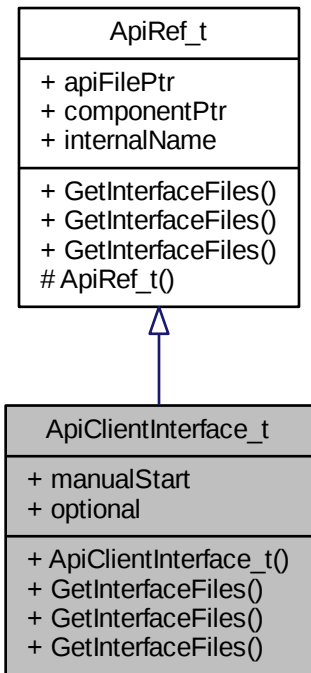 ApiRef_t
+ apiFilePtr
+ componentPtr
+ internalName
+ GetInterfaceFiles()
+ GetInterfaceFiles()
+ GetInterfaceFiles()
# ApiRef_t()
ApiClientInterface_t
+ manualStart
+ optional
+ ApiClientInterface_t()
+ GetInterfaceFiles()
+ GetInterfaceFiles()
+ GetInterfaceFiles()